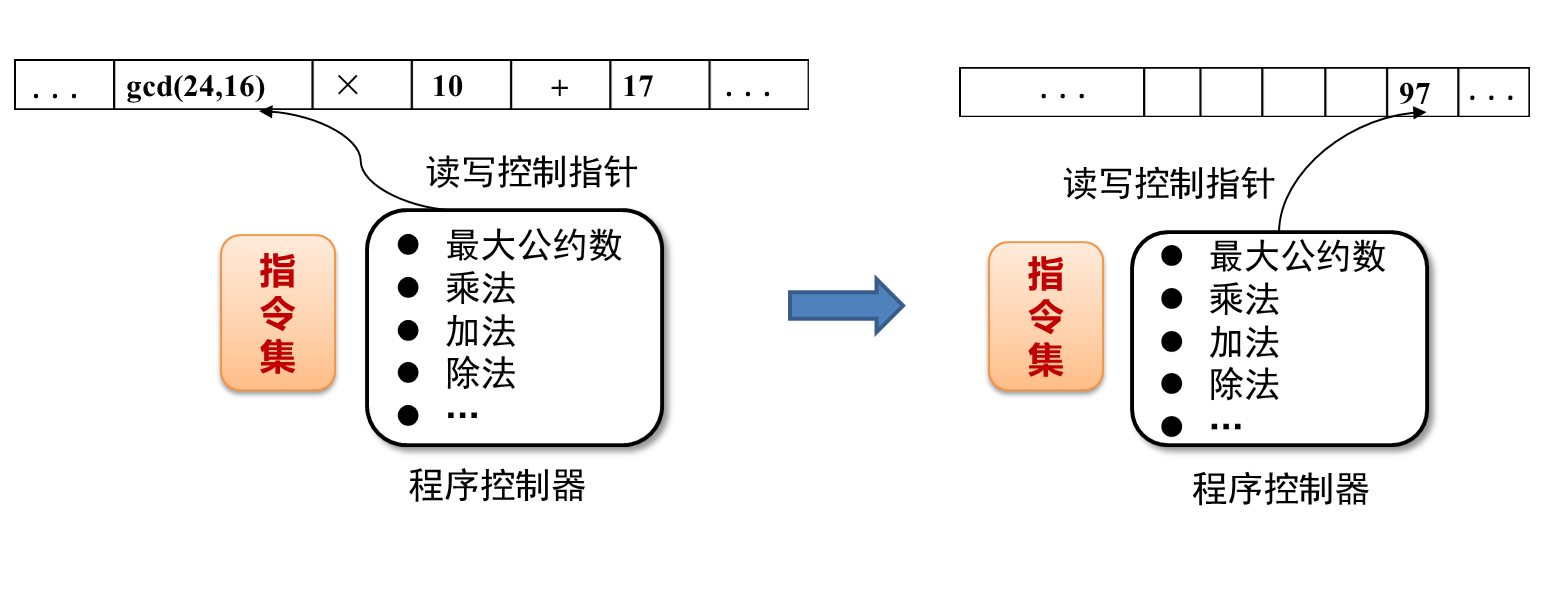 . . . gcd(24,16) × 10 + 17 . . .
读写控制指针
指令集
● 最大公约数
● 乘法
● 加法
● 除法
● ...
程序控制器
. . . 97 . . .
读写控制指针
指令集
● 最大公约数
● 乘法
● 加法
● 除法
● ...
程序控制器